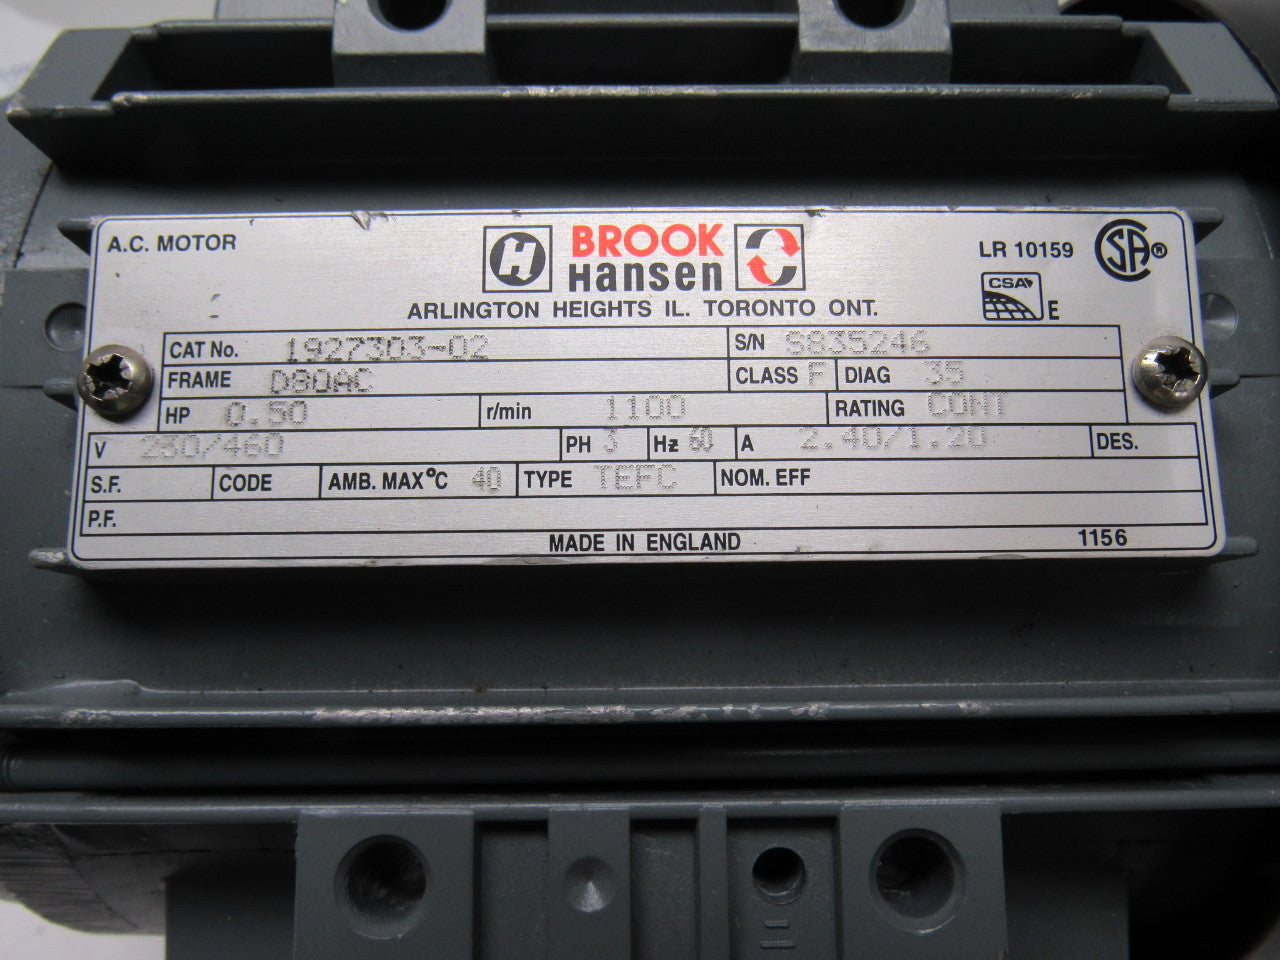 A.C. MOTOR
H BROOK Hansen
LR 10159 SA ®
CSA E
ARLINGTON HEIGHTS IL. TORONTO ONT.
CAT No. 1927303-02 S/N S835246
FRAME D80AC CLASS F DIAG 35
HP 0.50 r/min 1100 RATING CONT
V 230/460 PH 3 Hz 60 A 2.40/1.20 DES.
S.F. CODE AMB. MAX°C 40 TYPE TEFC NOM. EFF
P.F.
MADE IN ENGLAND 1156